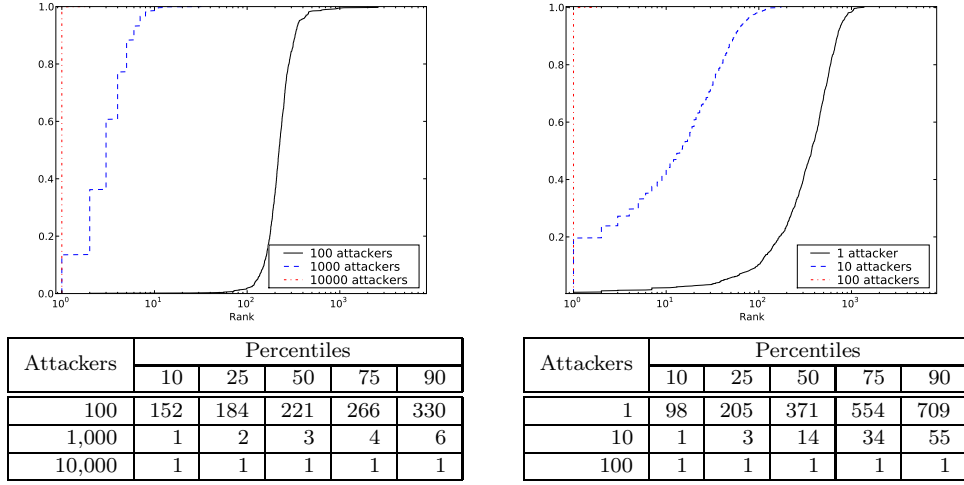 1.0
0.8
0.6
0.4
0.2
0.0
100 attackers
1000 attackers
10000 attackers
10^0 10^1 10^2 10^3
Rank
1.0
0.8
0.6
0.4
0.2
1 attacker
10 attackers
100 attackers
10^0 10^1 10^2 10^3
Rank
Attackers Percentiles
10 25 50 75 90
100 152 184 221 266 330
1,000 1 2 3 4 6
10,000 1 1 1 1 1
Attackers Percentiles
10 25 50 75 90
1 98 205 371 554 709
10 1 3 14 34 55
100 1 1 1 1 1